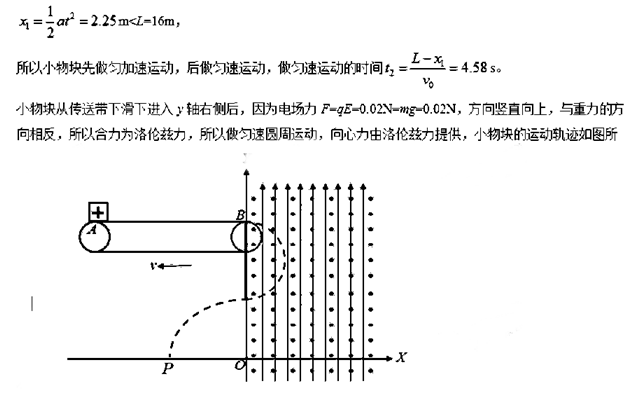 x₁=½at²=2.25m<L=16m，
所以小物块先做匀加速运动，后做匀速运动，做匀速运动的时间t₂=(L−x₁)/v₀=4.58s。
小物块从传送带下滑下进入y轴右侧后，因为电场力F=qE=0.02N=mg=0.02N，方向竖直向上，与重力的方
向相反，所以合力为洛伦兹力，所以做匀速圆周运动，向心力由洛伦兹力提供，小物块的运动轨迹如图所
+
A B
v
P O X